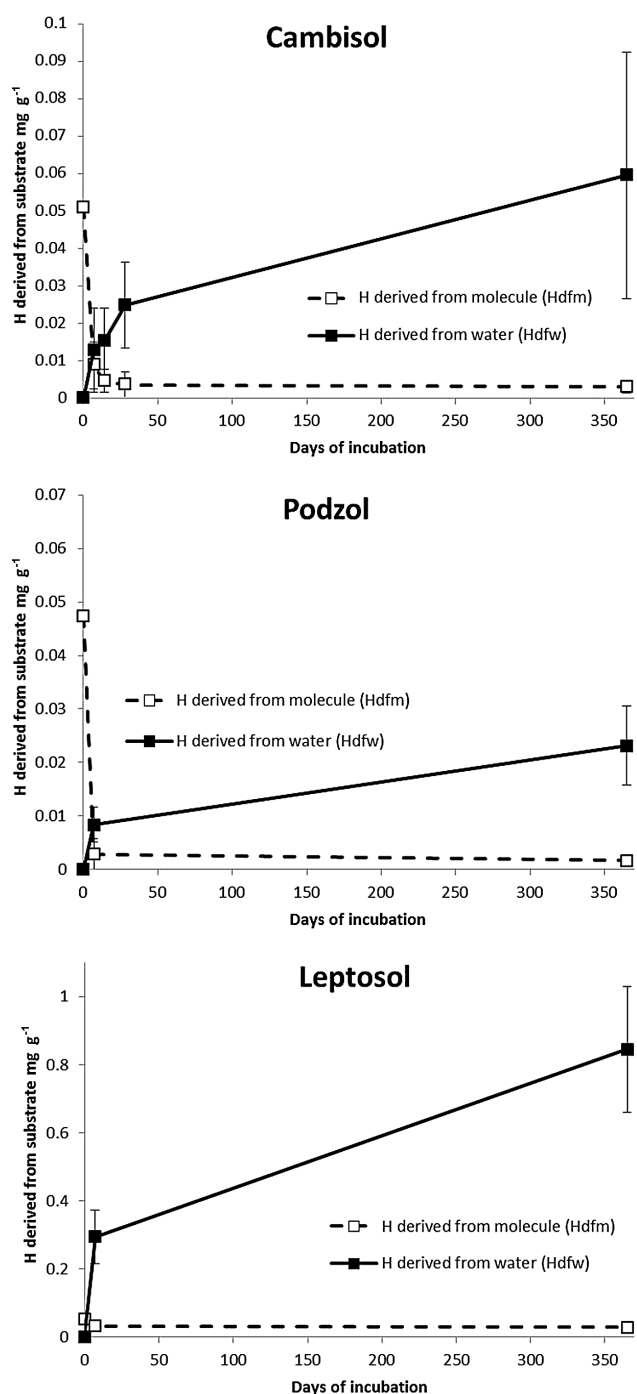 Cambisol
0.1
0.09
0.08
0.07
0.06
0.05
0.04
0.03
0.02
0.01
0
H derived from substrate mg g-1
H derived from molecule (Hdfm)
H derived from water (Hdfw)
0 50 100 150 200 250 300 350
Days of incubation
Podzol
0.07
0.06
0.05
0.04
0.03
0.02
0.01
0
H derived from substrate mg g-1
H derived from molecule (Hdfm)
H derived from water (Hdfw)
0 50 100 150 200 250 300 350
Days of incubation
Leptosol
1
0.8
0.6
0.4
0.2
0
H derived from substrate mg g-1
H derived from molecule (Hdfm)
H derived from water (Hdfw)
0 50 100 150 200 250 300 350
Days of incubation